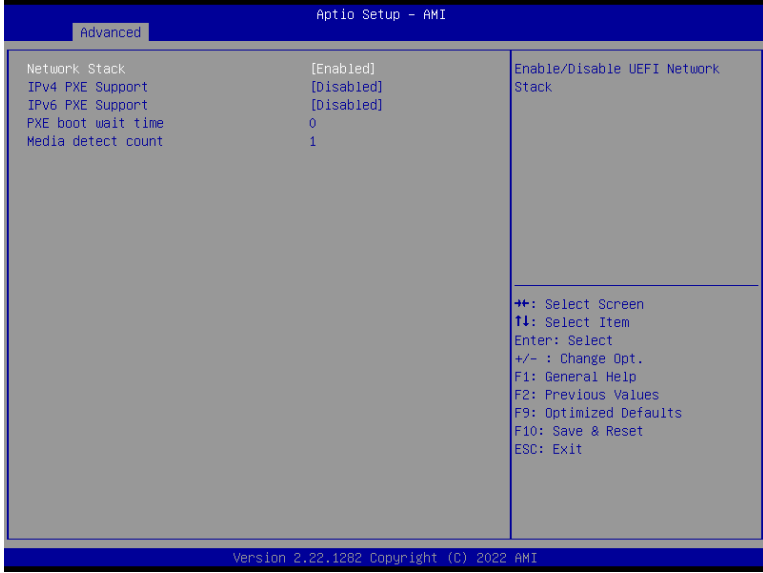 Aptio Setup – AMI
Advanced
Network Stack [Enabled]
IPv4 PXE Support [Disabled]
IPv6 PXE Support [Disabled]
PXE boot wait time 0
Media detect count 1
Enable/Disable UEFI Network
Stack
→←: Select Screen
↑↓: Select Item
Enter: Select
+/– : Change Opt.
F1: General Help
F2: Previous Values
F9: Optimized Defaults
F10: Save & Reset
ESC: Exit
Version 2.22.1282 Copyright (C) 2022 AMI